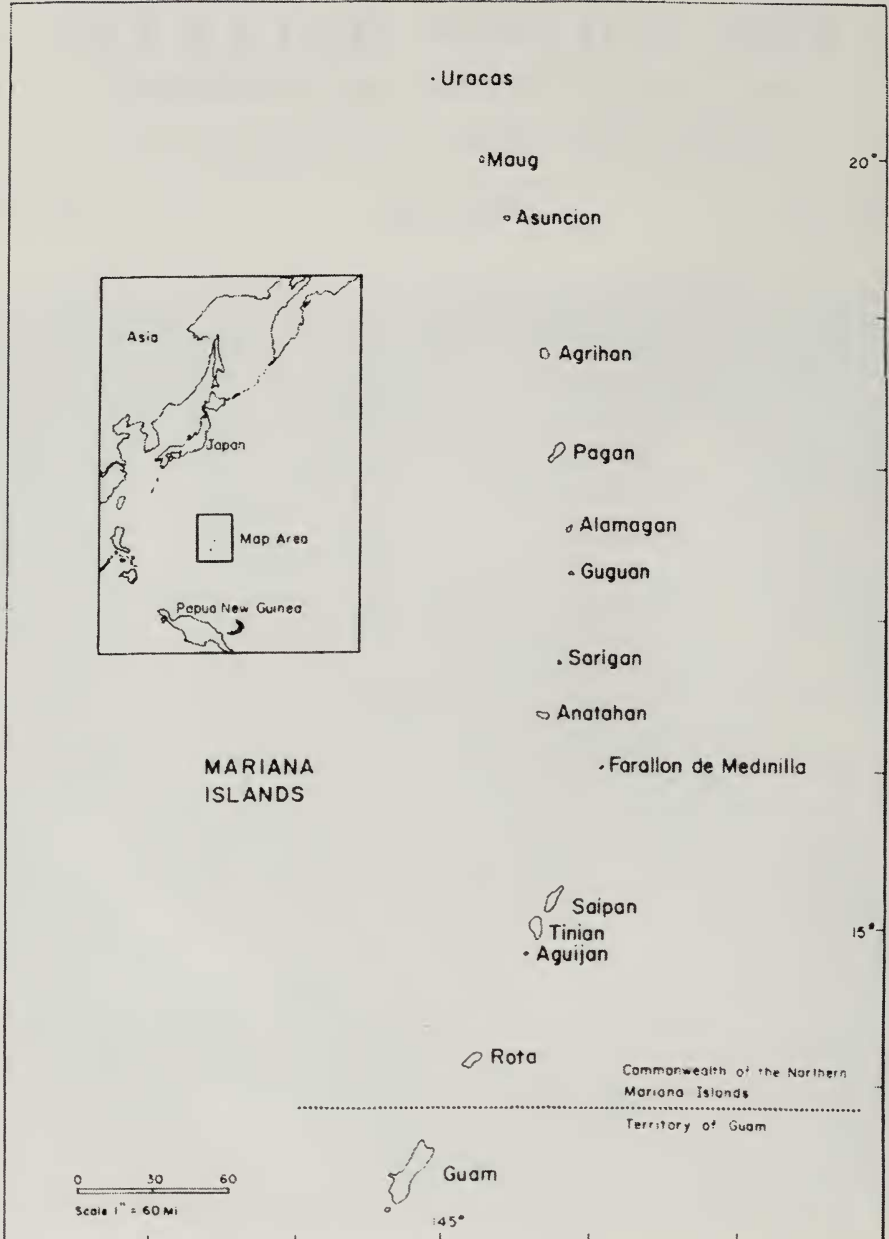 Uracas
Maug
20°
Asuncion
Asia
Agrihan
Japan
Pagan
Alamagan
Map Area
Guguan
Papua New Guinea
Sarigan
Anatahan
MARIANA
ISLANDS
Farallon de Medinilla
Saipan
Tinian
15°
Aguijan
Rota
Commonwealth of the Northern
Mariana Islands
Territory of Guam
Guam
0 30 60
Scale 1" = 60 Mi
145°